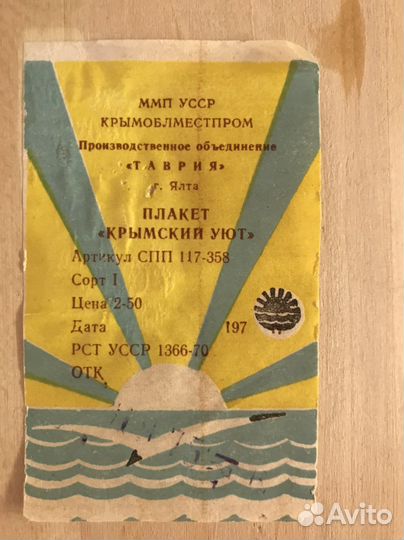 ММП УССР
КРЫМОБЛМЕСТПРОМ
Производственное объединение
«ТАВРИЯ»
г. Ялта
ПЛАКЕТ
«КРЫМСКИЙ УЮТ»
Артикул СПП 117-358
Сорт I
Цена 2-50
Дата 197
РСТ УССР 1366-70
ОТК
Avito